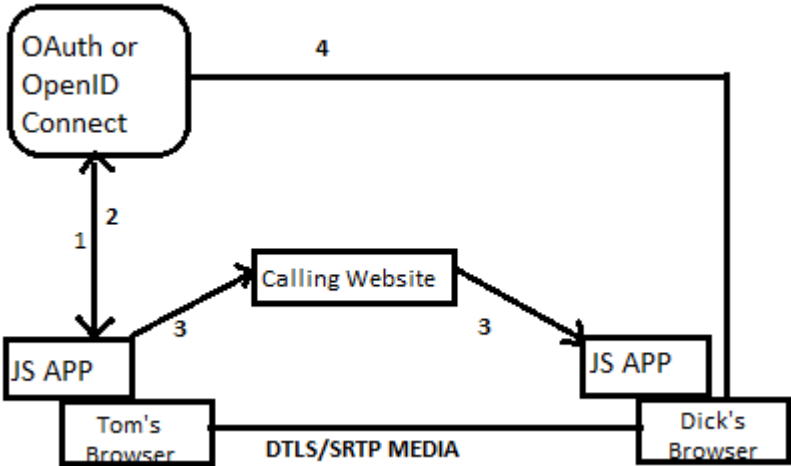 OAuth or
OpenID
Connect
4
2
1
Calling Website
3
3
JS APP
JS APP
Tom's
Browser
Dick's
Browser
DTLS/SRTP MEDIA